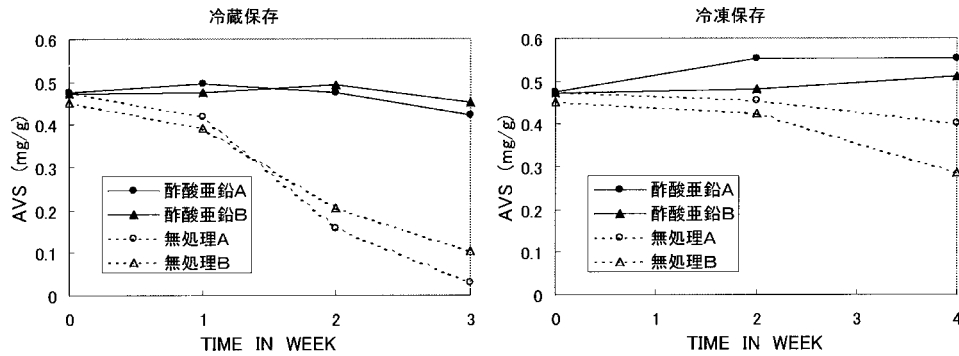 冷蔵保存
0.6
0.5
0.4
0.3
0.2
0.1
0
AVS (mg/g)
酢酸亜鉛A
酢酸亜鉛B
無処理A
無処理B
0 1 2 3
TIME IN WEEK
冷凍保存
0.6
0.5
0.4
0.3
0.2
0.1
0.00
AVS (mg/g)
酢酸亜鉛A
酢酸亜鉛B
無処理A
無処理B
0 1 2 3 4
TIME IN WEEK